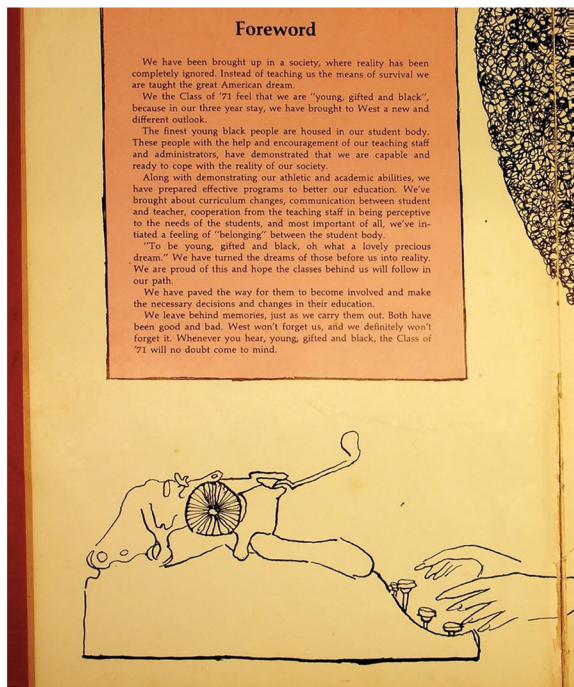 Foreword
We have been brought up in a society, where reality has been
completely ignored. Instead of teaching us the means of survival we
are taught the great American dream.
We the Class of '71 feel that we are "young, gifted and black",
because in our three year stay, we have brought to West a new and
different outlook.
The finest young black people are housed in our student body.
These people with the help and encouragement of our teaching staff
and administrators, have demonstrated that we are capable and
ready to cope with the reality of our society.
Along with demonstrating our athletic and academic abilities, we
have prepared effective programs to better our education. We've
brought about curriculum changes, communication between student
and teacher, cooperation from the teaching staff in being perceptive
to the needs of the students, and most important of all, we've in-
tiated a feeling of "belonging" between the student body.
"To be young, gifted and black, oh what a lovely precious
dream." We have turned the dreams of those before us into reality.
We are proud of this and hope the classes behind us will follow in
our path.
We have paved the way for them to become involved and make
the necessary decisions and changes in their education.
We leave behind memories, just as we carry them out. Both have
been good and bad. West won't forget us, and we definitely won't
forget it. Whenever you hear, young, gifted and black, the Class of
'71 will no doubt come to mind.